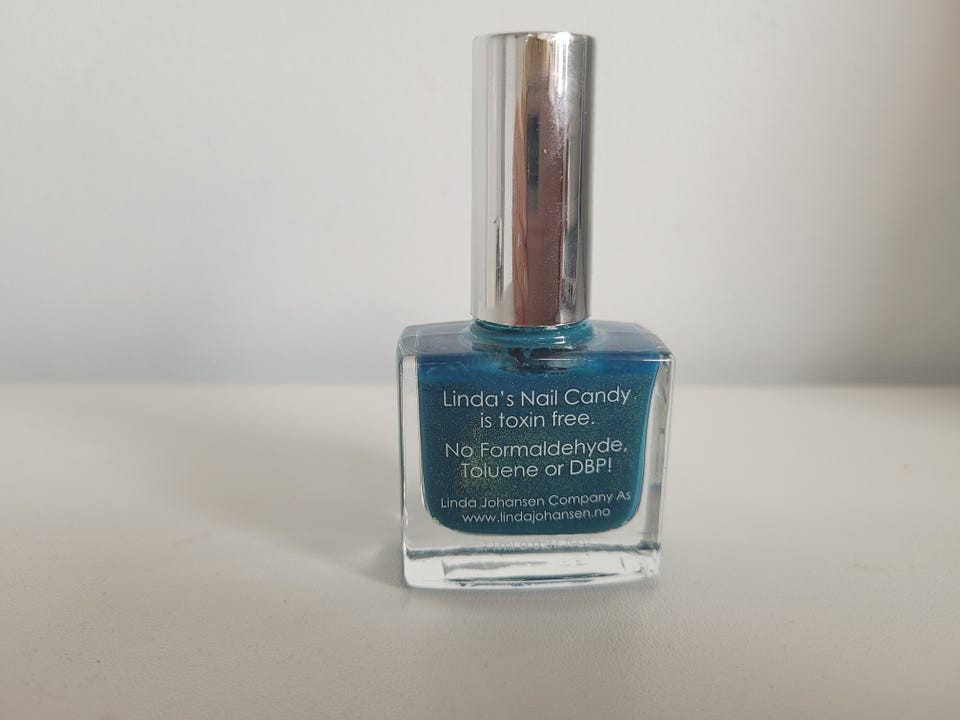 Linda's Nail Candy
is toxin free.
No Formaldehyde,
Toluene or DBP!
Linda Johansen Company As
www.lindajohansen.no